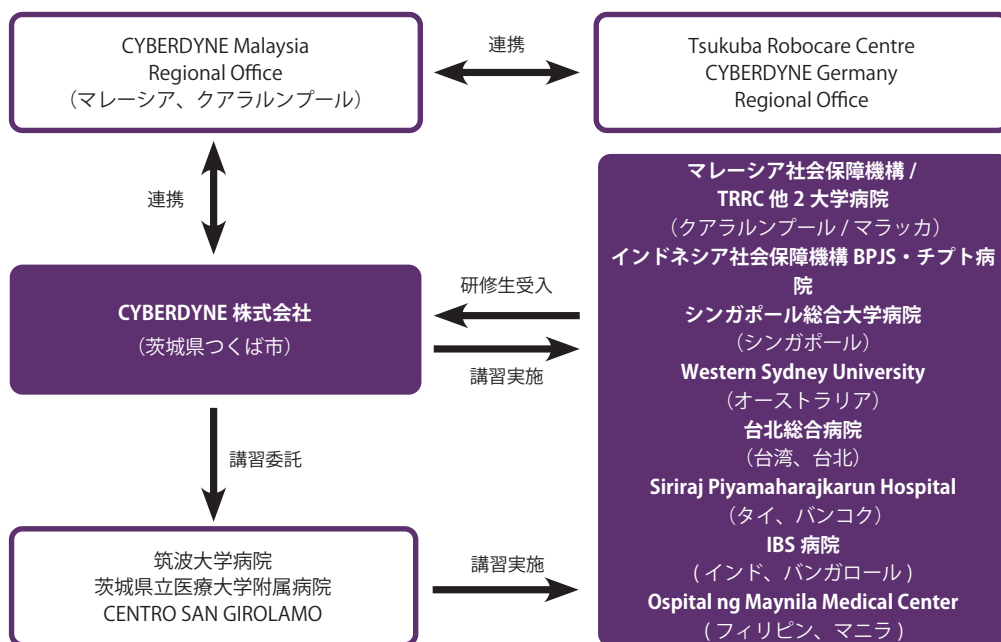 CYBERDYNE Malaysia
Regional Office
（マレーシア、クアラルンプール）
連携
Tsukuba Robocare Centre
CYBERDYNE Germany
Regional Office
連携
CYBERDYNE 株式会社
（茨城県つくば市）
研修生受入
講習実施
マレーシア社会保障機構 /
TRRC 他 2 大学病院
（クアラルンプール / マラッカ）
インドネシア社会保障機構 BPJS・チプト病
院
シンガポール総合大学病院
（シンガポール）
Western Sydney University
（オーストラリア）
台北総合病院
（台湾、台北）
Siriraj Piyamaharajkarun Hospital
（タイ、バンコク）
IBS 病院
( インド、バンガロール )
Ospital ng Maynila Medical Center
( フィリピン、マニラ )
講習委託
筑波大学病院
茨城県立医療大学附属病院
CENTRO SAN GIROLAMO
講習実施